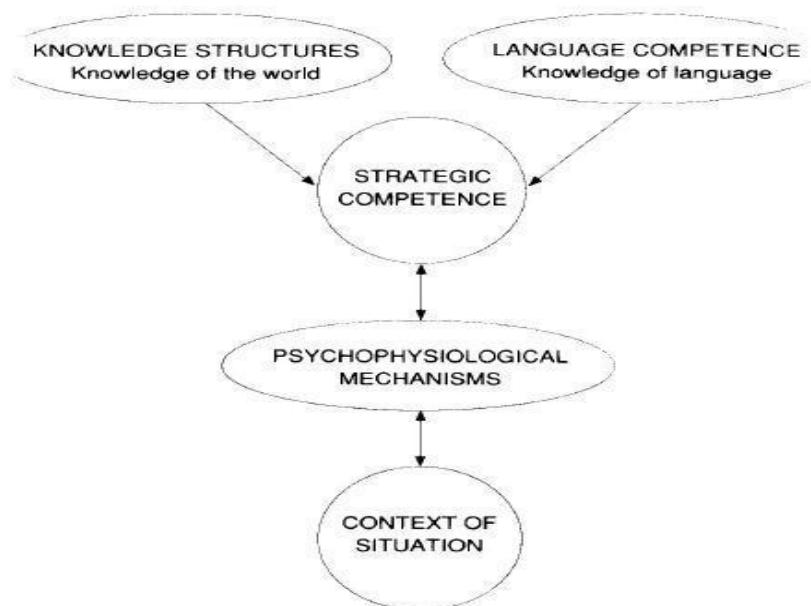 KNOWLEDGE STRUCTURES
Knowledge of the world
LANGUAGE COMPETENCE
Knowledge of language
STRATEGIC
COMPETENCE
PSYCHOPHYSIOLOGICAL
MECHANISMS
CONTEXT OF
SITUATION